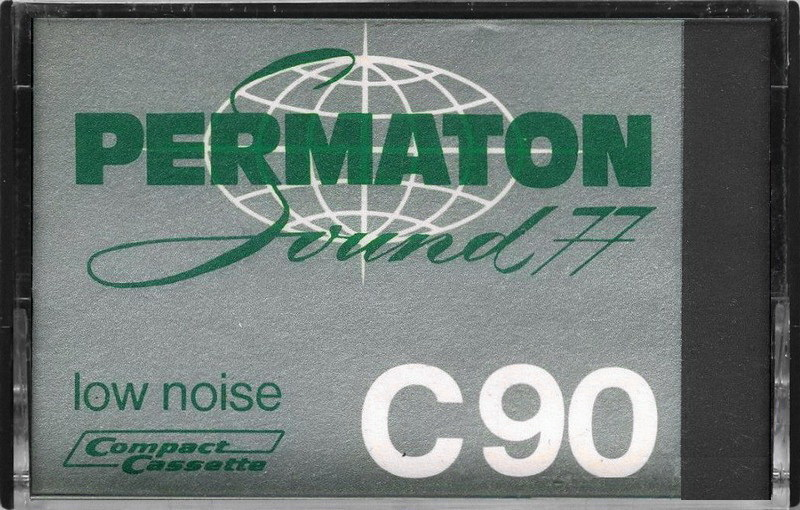 PERMATON
Sound 77
low noise
C90
Compact
Cassette